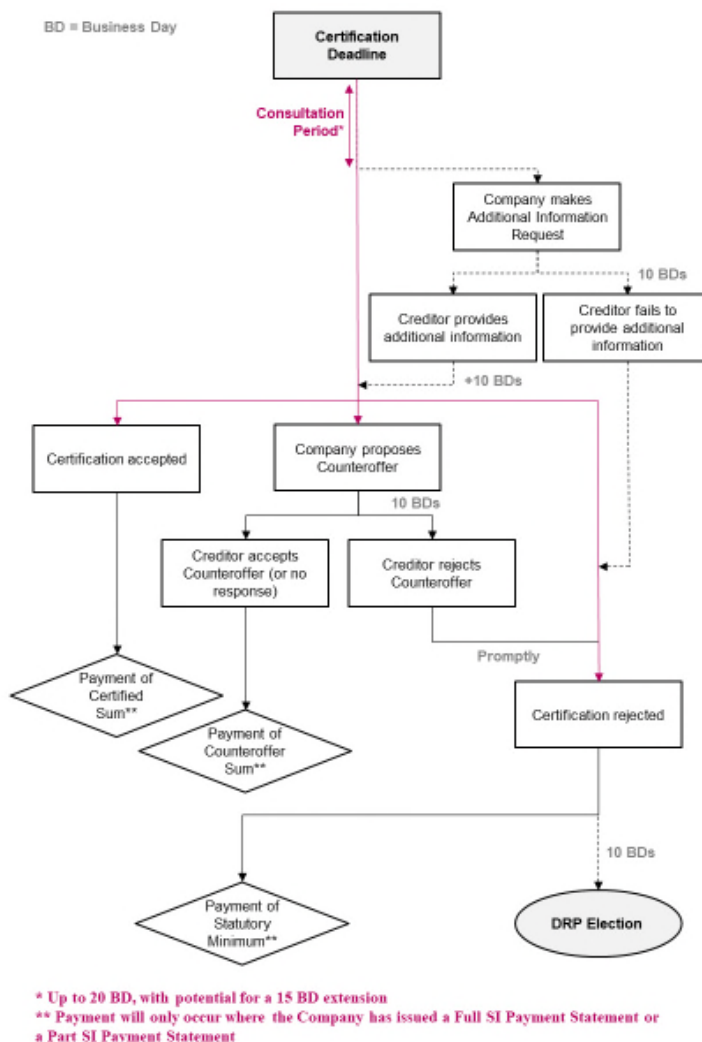 BD = Business Day
Certification
Deadline
Consultation
Period*
Company makes
Additional Information
Request
10 BDs
Creditor provides
additional information
Creditor fails to
provide additional
information
+10 BDs
Certification accepted
Company proposes
Counteroffer
10 BDs
Creditor accepts
Counteroffer (or no
response)
Creditor rejects
Counteroffer
Promptly
Payment of
Certified
Sum**
Payment of
Counteroffer
Sum**
Certification rejected
10 BDs
Payment of
Statutory
Minimum**
DRP Election
* Up to 20 BD, with potential for a 15 BD extension
** Payment will only occur where the Company has issued a Full SI Payment Statement or
a Part SI Payment Statement